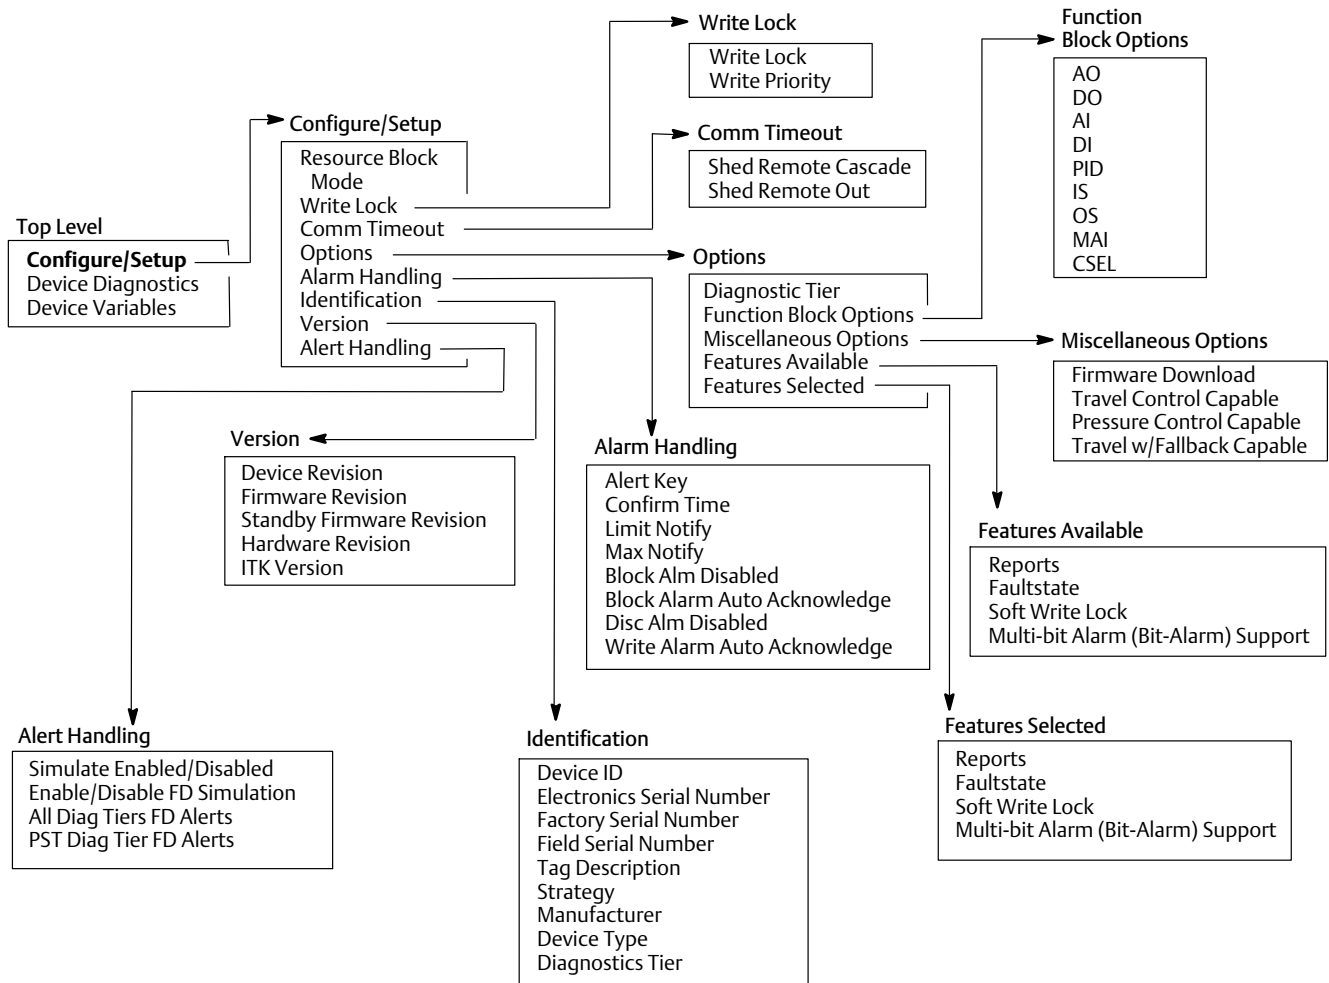 Write Lock
Write Lock
Write Priority
Function
Block Options
AO
DO
AI
DI
PID
IS
OS
MAI
CSEL
Configure/Setup
Resource Block
Mode
Write Lock
Comm Timeout
Options
Alarm Handling
Identification
Version
Alert Handling
Comm Timeout
Shed Remote Cascade
Shed Remote Out
Top Level
Configure/Setup
Device Diagnostics
Device Variables
Options
Diagnostic Tier
Function Block Options
Miscellaneous Options
Features Available
Features Selected
Miscellaneous Options
Firmware Download
Travel Control Capable
Pressure Control Capable
Travel w/Fallback Capable
Version
Device Revision
Firmware Revision
Standby Firmware Revision
Hardware Revision
ITK Version
Alarm Handling
Alert Key
Confirm Time
Limit Notify
Max Notify
Block Alm Disabled
Block Alarm Auto Acknowledge
Disc Alm Disabled
Write Alarm Auto Acknowledge
Features Available
Reports
Faultstate
Soft Write Lock
Multi-bit Alarm (Bit-Alarm) Support
Alert Handling
Simulate Enabled/Disabled
Enable/Disable FD Simulation
All Diag Tiers FD Alerts
PST Diag Tier FD Alerts
Identification
Device ID
Electronics Serial Number
Factory Serial Number
Field Serial Number
Tag Description
Strategy
Manufacturer
Device Type
Diagnostics Tier
Features Selected
Reports
Faultstate
Soft Write Lock
Multi-bit Alarm (Bit-Alarm) Support